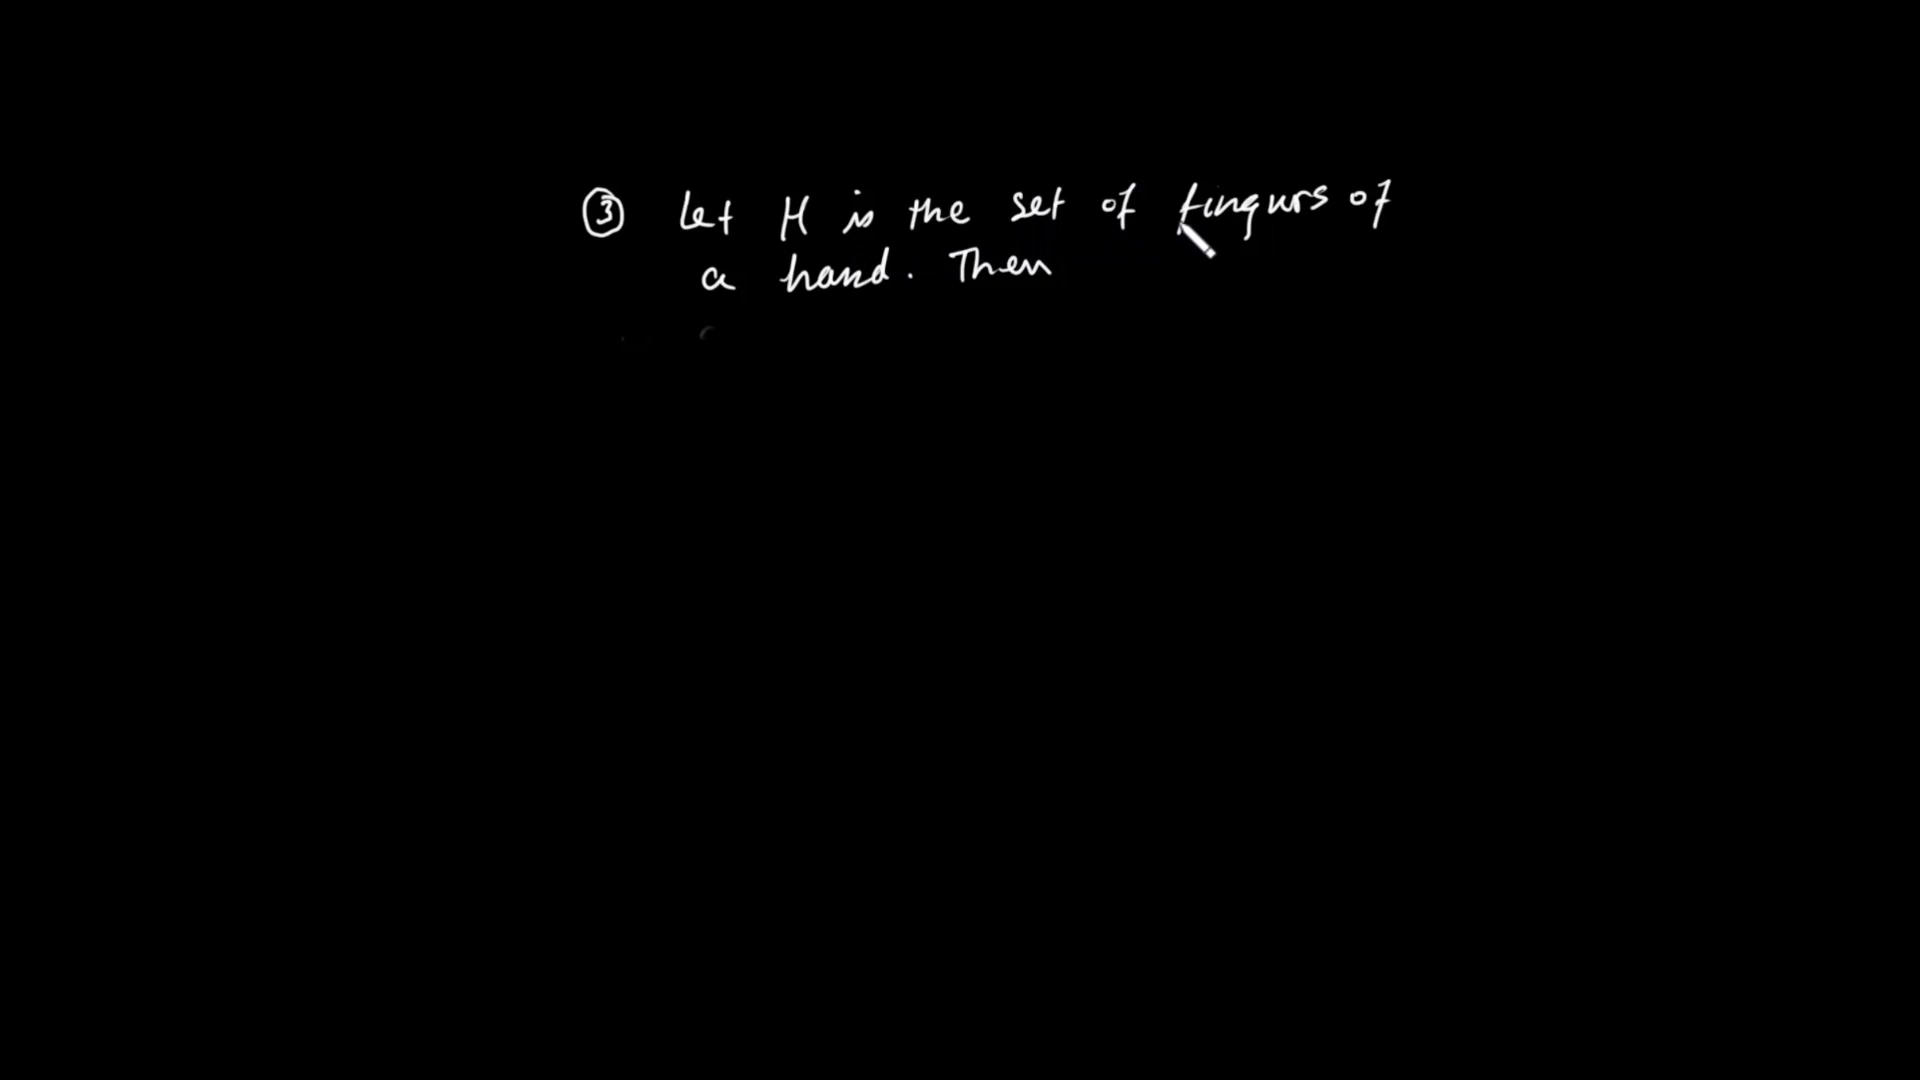 ③ Let H is the set of fingurs of
a hand. Then